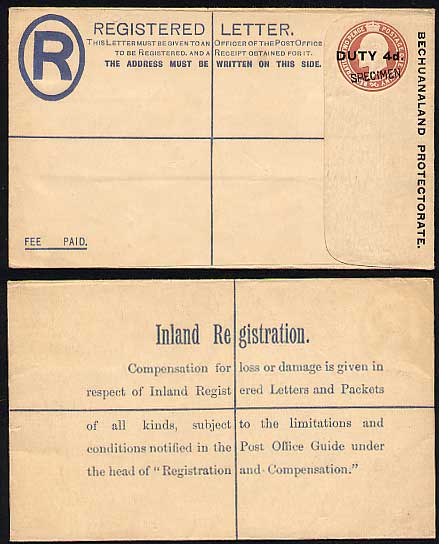 R
REGISTERED LETTER.
THIS LETTER MUST BE GIVEN TO AN OFFICER OF THE POST OFFICE
TO BE REGISTERED, AND A RECEIPT OBTAINED FOR IT.
THE ADDRESS MUST BE WRITTEN ON THIS SIDE.
DUTY 4d.
SPECIMEN
BECHUANALAND PROTECTORATE.
FEE PAID.
Inland Registration.
Compensation for loss or damage is given in
respect of Inland Registered Letters and Packets
of all kinds, subject to the limitations and
conditions notified in the Post Office Guide under
the head of "Registration and Compensation."